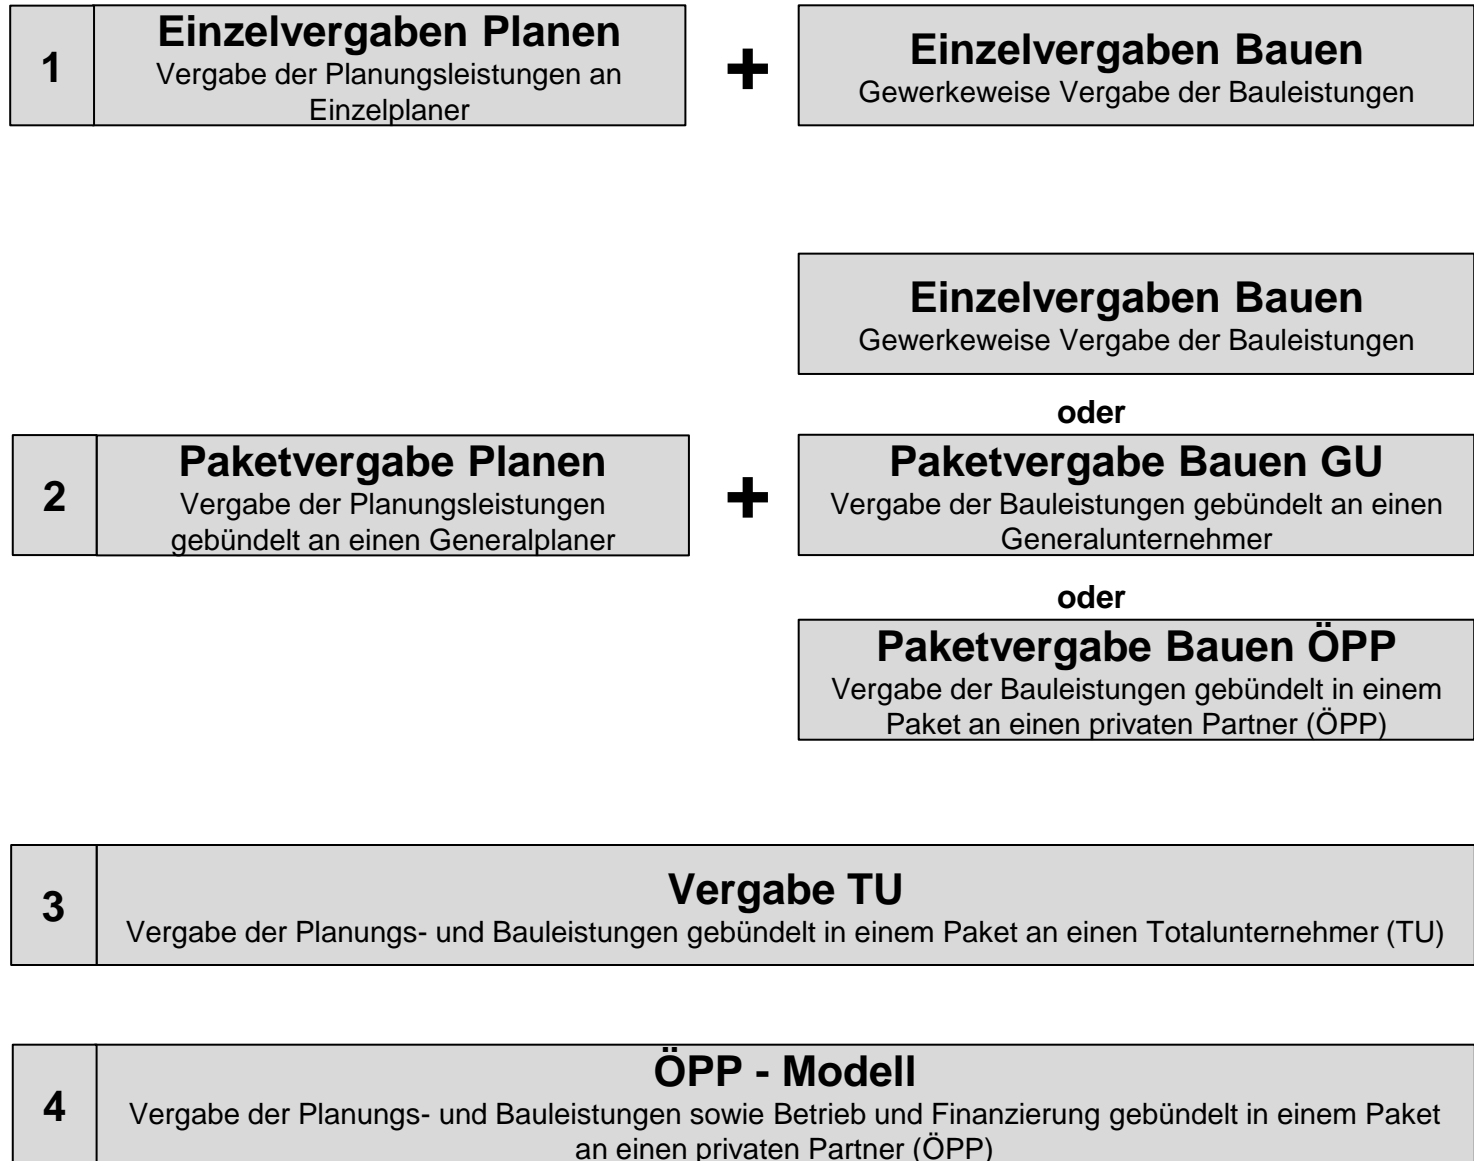 1
Einzelvergaben Planen
Vergabe der Planungsleistungen an
Einzelplaner
+
Einzelvergaben Bauen
Gewerkeweise Vergabe der Bauleistungen
Einzelvergaben Bauen
Gewerkeweise Vergabe der Bauleistungen
oder
2
Paketvergabe Planen
Vergabe der Planungsleistungen
gebündelt an einen Generalplaner
+
Paketvergabe Bauen GU
Vergabe der Bauleistungen gebündelt an einen
Generalunternehmer
oder
Paketvergabe Bauen ÖPP
Vergabe der Bauleistungen gebündelt in einem
Paket an einen privaten Partner (ÖPP)
3
Vergabe TU
Vergabe der Planungs- und Bauleistungen gebündelt in einem Paket an einen Totalunternehmer (TU)
4
ÖPP - Modell
Vergabe der Planungs- und Bauleistungen sowie Betrieb und Finanzierung gebündelt in einem Paket
an einen privaten Partner (ÖPP)